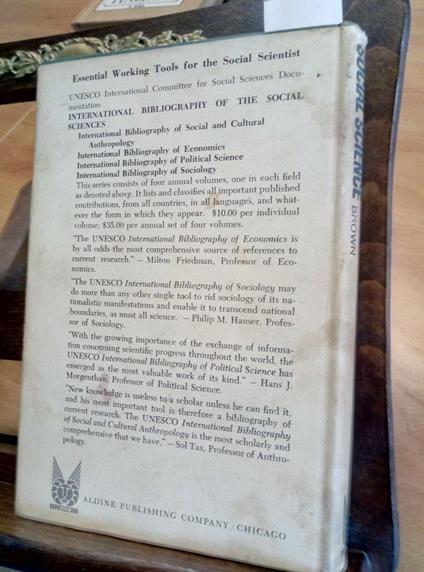 Essential Working Tools for the Social Scientist
UNESCO International Committee for Social Sciences Docu-
mentation
INTERNATIONAL BIBLIOGRAPHY OF THE SOCIAL
SCIENCES
International Bibliography of Social and Cultural
Anthropology
International Bibliography of Economics
International Bibliography of Political Science
International Bibliography of Sociology
This series consists of four annual volumes, one in each field
as denoted above. It lists and classifies all important published
contributions, from all countries, in all languages, and what-
ever the form in which they appear. $10.00 per individual
volume; $35.00 per annual set of four volumes.
"The UNESCO International Bibliography of Economics is
by all odds the most comprehensive source of references to
current research." — Milton Friedman, Professor of Eco-
nomics.
"The UNESCO International Bibliography of Sociology may
do more than any other single tool to rid sociology of its na-
tionalistic manifestations and enable it to transcend national
boundaries, as must all science. — Philip M. Hauser, Profes-
sor of Sociology.
"With the growing importance of the exchange of informa-
tion concerning scientific progress throughout the world, the
UNESCO International Bibliography of Political Science has
emerged as the most valuable work of its kind." — Hans J.
Morgenthau, Professor of Political Science.
"New knowledge is useless to a scholar unless he can find it,
and his most important tool is therefore a bibliography of
current research. The UNESCO International Bibliography
of Social and Cultural Anthropology is the most scholarly and
comprehensive that we have," — Sol Tax, Professor of Anthro-
pology.
ALDINE PUBLISHING COMPANY / CHICAGO
SOCIAL SCIENCE
BROWN